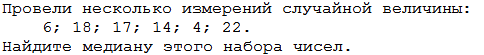 Провели несколько измерений случайной величины:
6; 18; 17; 14; 4; 22.
Найдите медиану этого набора чисел.